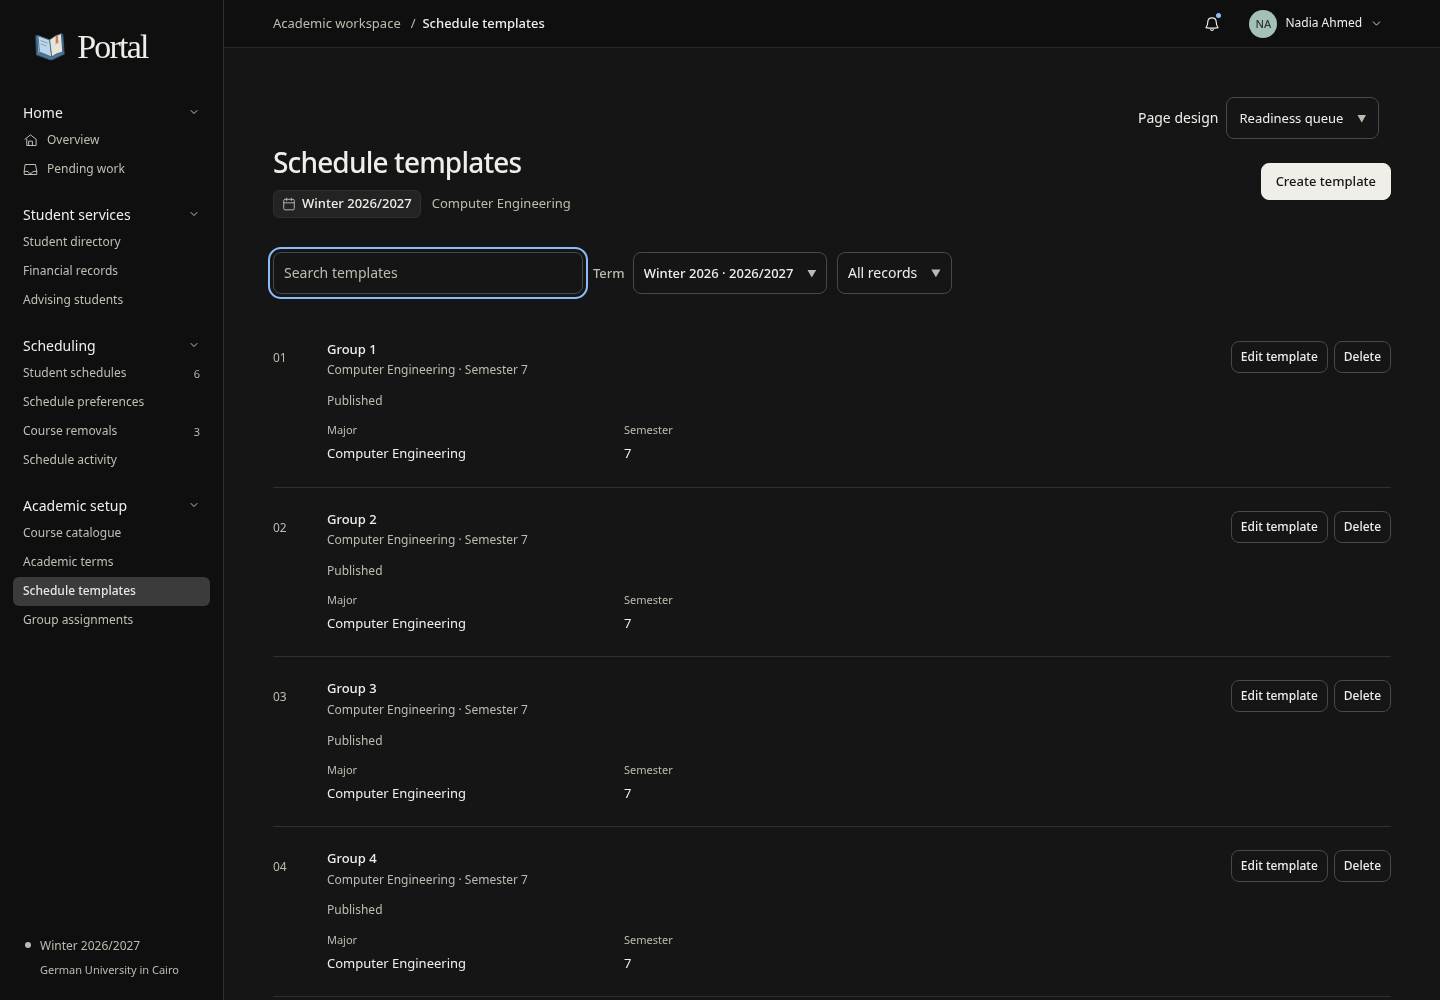 Portal
Home
Overview
Pending work
Student services
Student directory
Financial records
Advising students
Scheduling
Student schedules 6
Schedule preferences
Course removals 3
Schedule activity
Academic setup
Course catalogue
Academic terms
Schedule templates
Group assignments
Winter 2026/2027
German University in Cairo
Academic workspace / Schedule templates
NA Nadia Ahmed
Page design Readiness queue
Schedule templates
Create template
Winter 2026/2027 Computer Engineering
Search templates Term Winter 2026 · 2026/2027 All records
01 Group 1 Edit template Delete
Computer Engineering · Semester 7
Published
Major Semester
Computer Engineering 7
02 Group 2 Edit template Delete
Computer Engineering · Semester 7
Published
Major Semester
Computer Engineering 7
03 Group 3 Edit template Delete
Computer Engineering · Semester 7
Published
Major Semester
Computer Engineering 7
04 Group 4 Edit template Delete
Computer Engineering · Semester 7
Published
Major Semester
Computer Engineering 7